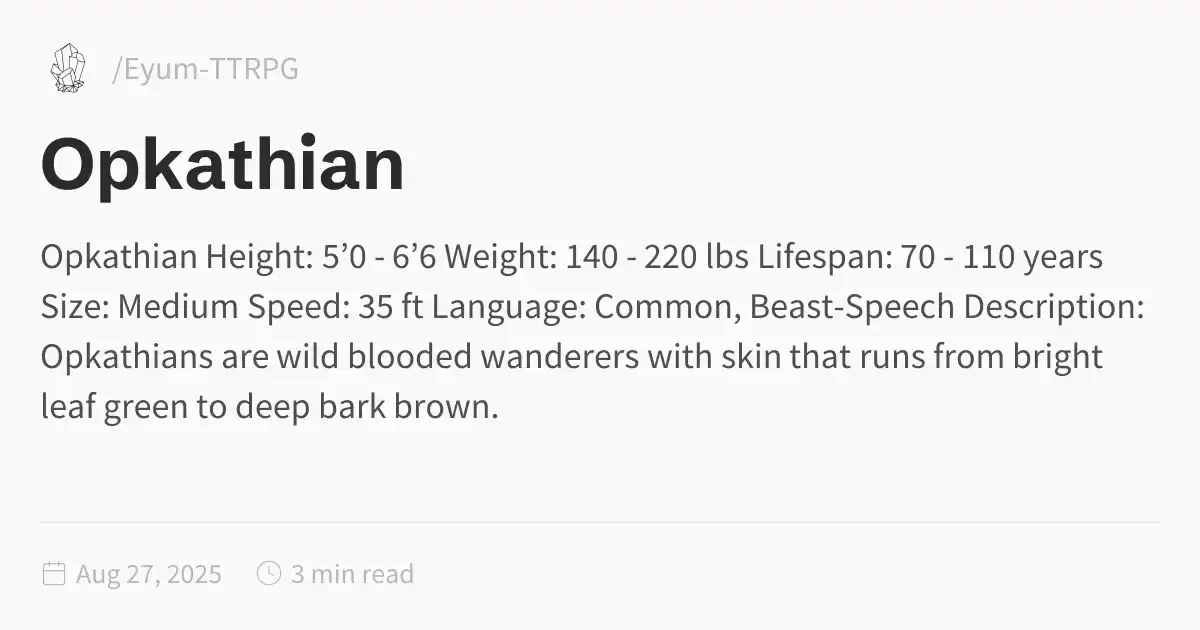 /Eyum-TTRPG
Opkathian
Opkathian Height: 5’0 - 6’6 Weight: 140 - 220 lbs Lifespan: 70 - 110 years
Size: Medium Speed: 35 ft Language: Common, Beast-Speech Description:
Opkathians are wild blooded wanderers with skin that runs from bright
leaf green to deep bark brown.
Aug 27, 2025 3 min read